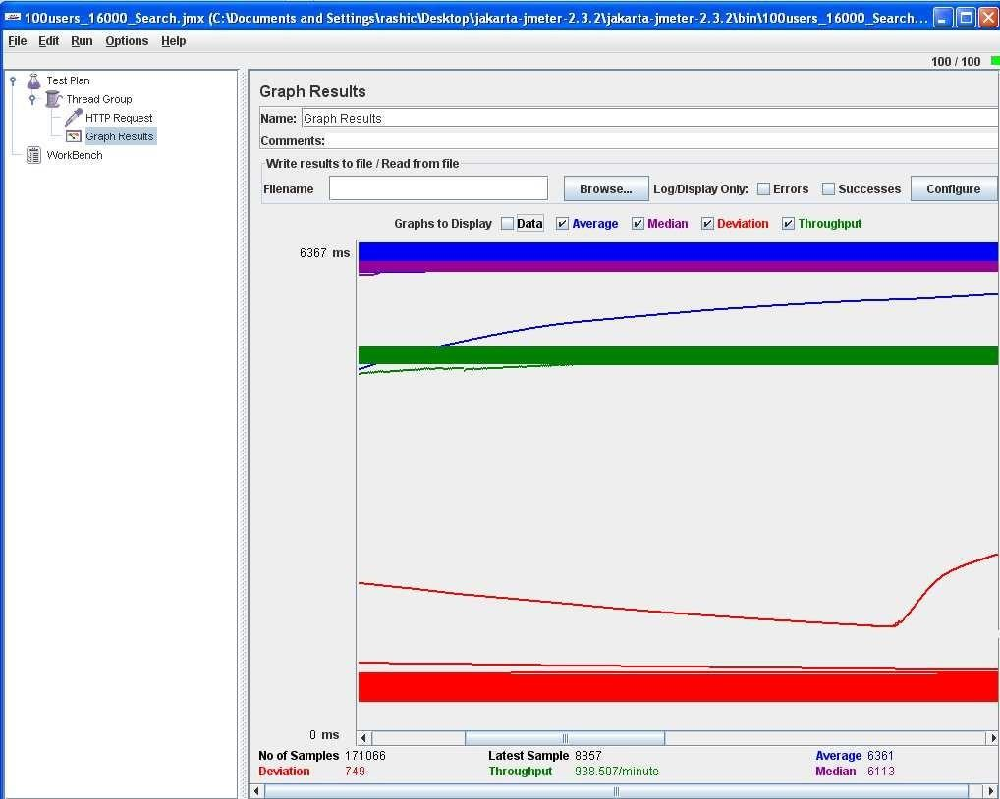 100users_16000_Search.jmx (C:\Documents and Settings\rashic\Desktop\jakarta-jmeter-2.3.2\jakarta-jmeter-2.3.2\bin\100users_16000_Search...
File Edit Run Options Help
100 / 100
Test Plan
Thread Group
HTTP Request
Graph Results
WorkBench
Graph Results
Name: Graph Results
Comments:
Write results to file / Read from file
Filename Browse... Log/Display Only: Errors Successes Configure
Graphs to Display Data Average Median Deviation Throughput
6367 ms
0 ms
No of Samples 171066 Latest Sample 8857 Average 6361
Deviation 749 Throughput 938.507/minute Median 6113